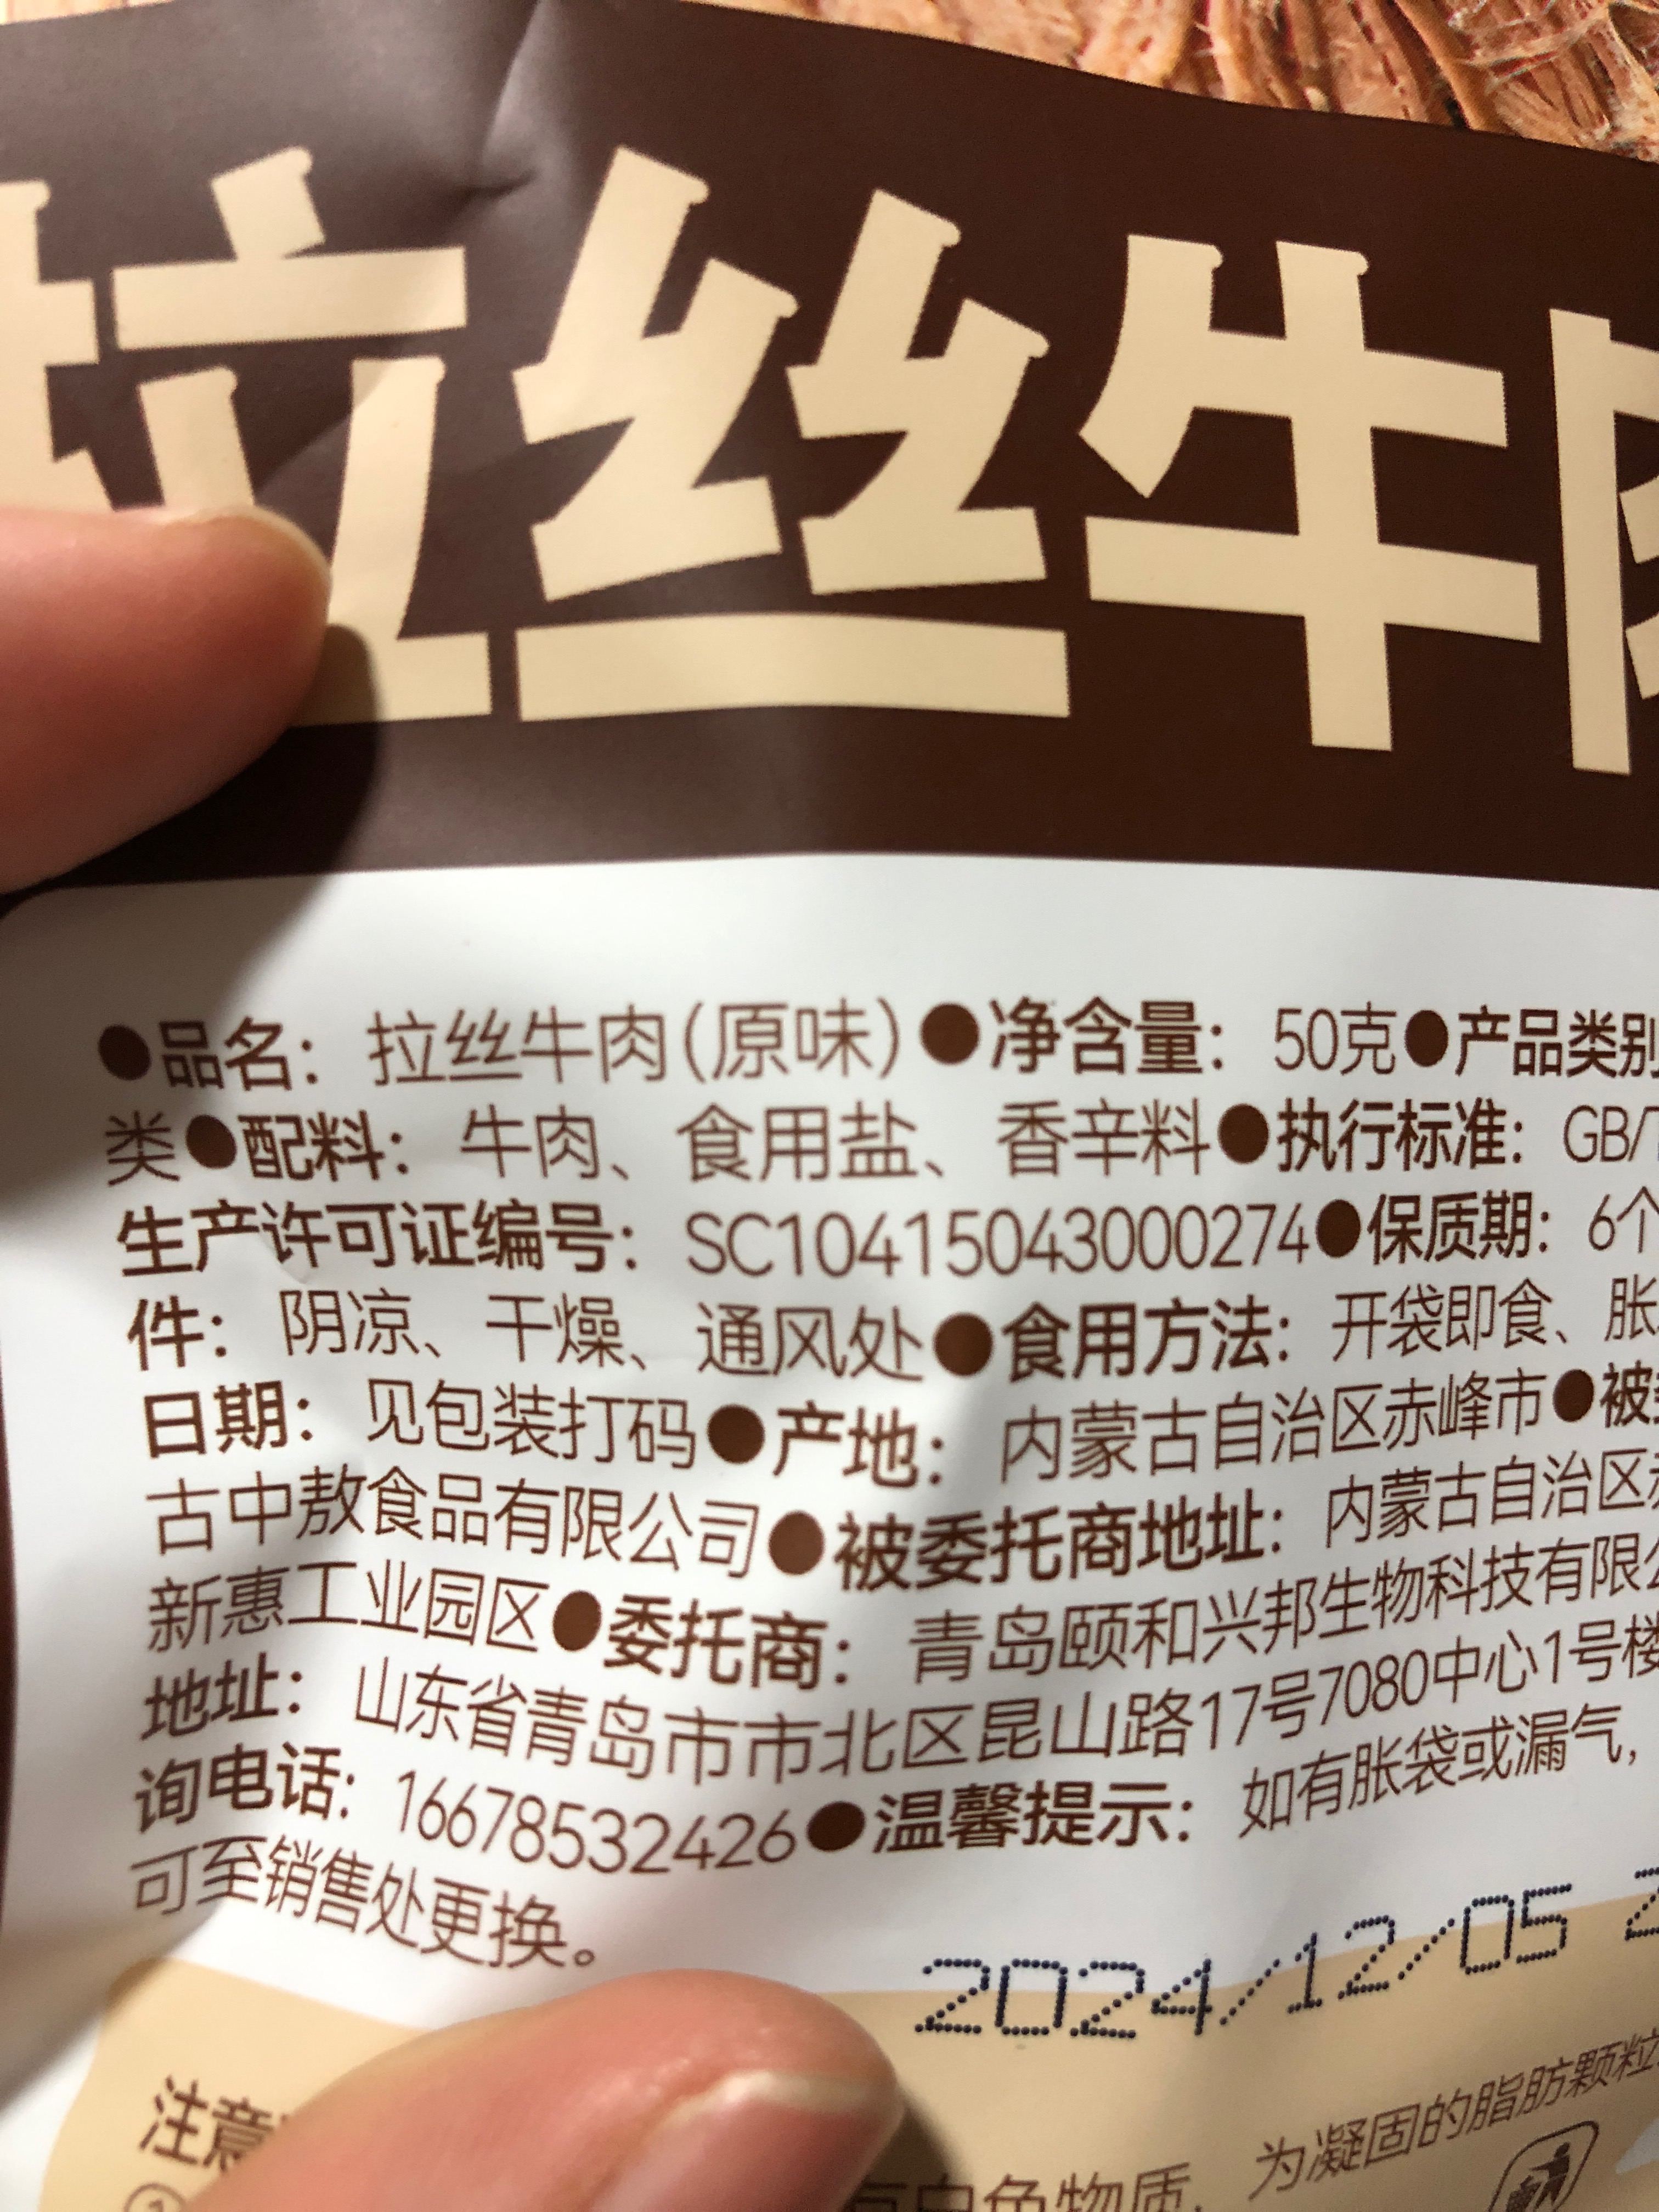 拉丝牛肉
●品名：拉丝牛肉（原味）●净含量：50克●产品类别
类●配料：牛肉、食用盐、香辛料●执行标准：GB/T
生产许可证编号：SC10415043000274●保质期：6个
件：阴凉、干燥、通风处●食用方法：开袋即食、胀
日期：见包装打码●产地：内蒙古自治区赤峰市●被
古中敖食品有限公司●被委托商地址：内蒙古自治区
新惠工业园区●委托商：青岛颐和兴邦生物科技有限
地址：山东省青岛市市北区昆山路17号7080中心1号楼
询电话：16678532426●温馨提示：如有胀袋或漏气，
可至销售处更换。
2024/12/05
注意
白色物质，为凝固的脂肪颗粒